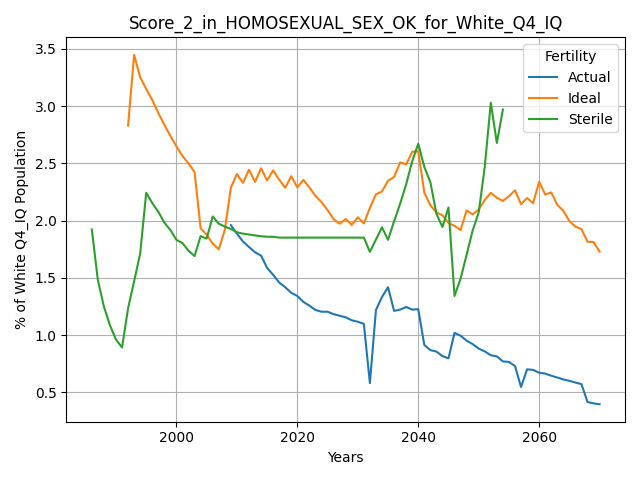 Score_2_in_HOMOSEXUAL_SEX_OK_for_White_Q4_IQ
Fertility
Actual
Ideal
Sterile
% of White Q4_IQ Population
3.5
3.0
2.5
2.0
1.5
1.0
0.5
2000
2020
2040
2060
Years